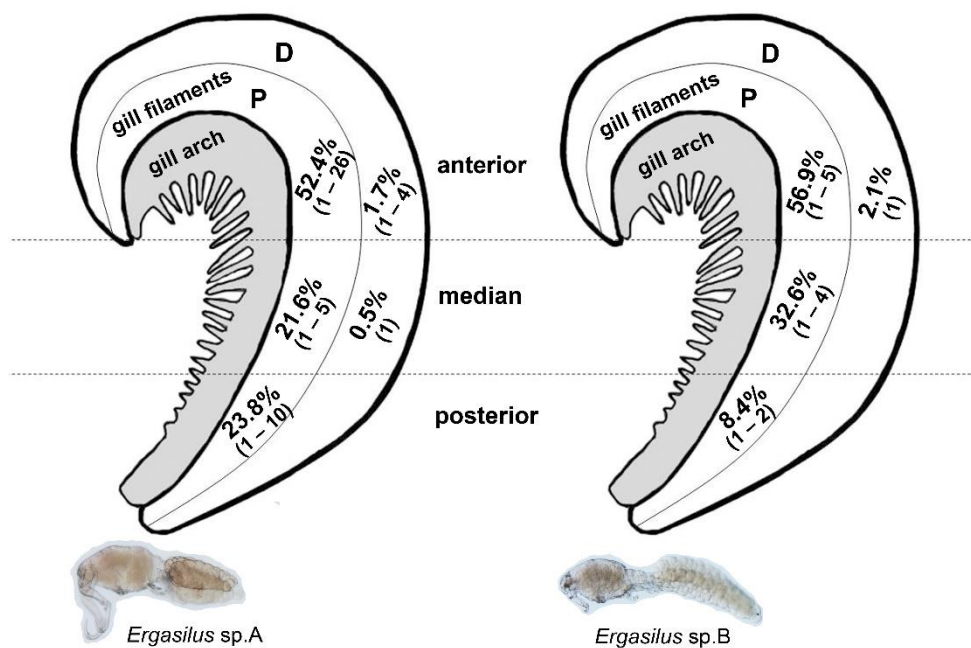 D
gill filaments
P
gill arch
52.4%
(1 – 26)
1.7%
(1 – 4)
21.6%
(1 – 5)
0.5%
(1)
23.8%
(1 – 10)
anterior
median
posterior
D
gill filaments
P
gill arch
56.9%
(1 – 5)
2.1%
(1)
32.6%
(1 – 4)
8.4%
(1 – 2)
Ergasilus sp.A
Ergasilus sp.B